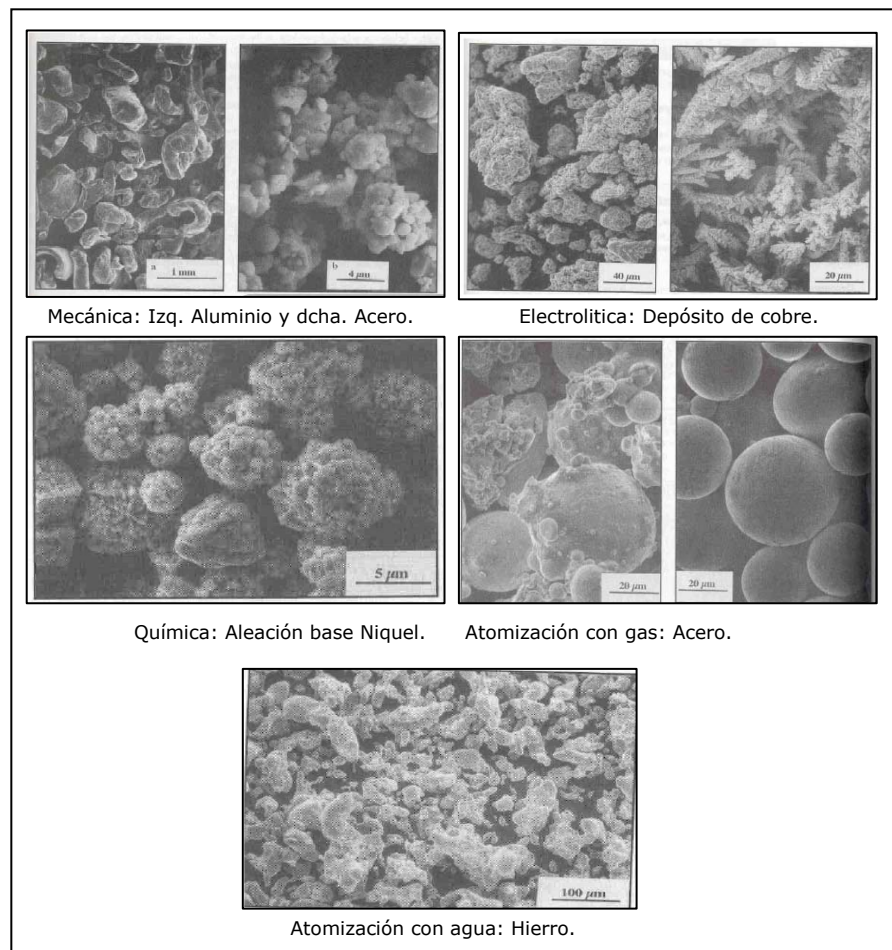 a
1 mm
b
4 µm
40 µm
20 µm
Mecánica: Izq. Aluminio y dcha. Acero.
Electrolitica: Depósito de cobre.
5 µm
20 µm
20 µm
Química: Aleación base Niquel.
Atomización con gas: Acero.
100 µm
Atomización con agua: Hierro.